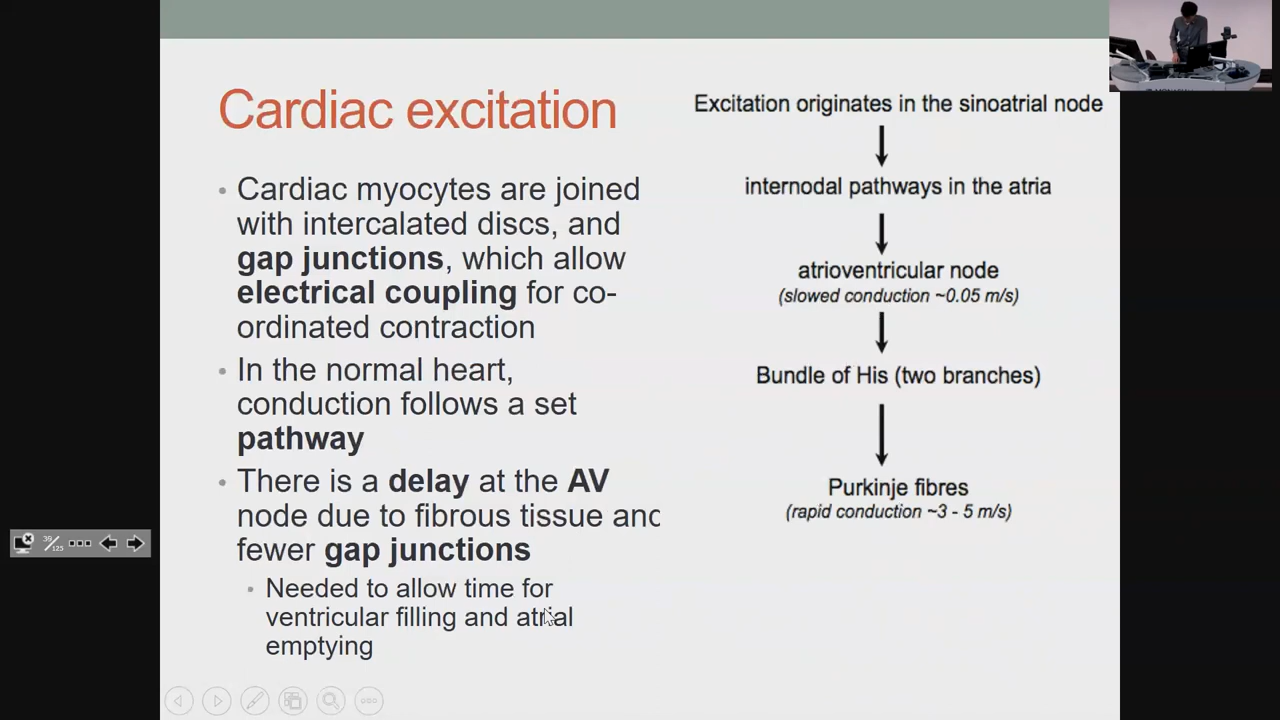 Cardiac excitation
Cardiac myocytes are joined
with intercalated discs, and
gap junctions, which allow
electrical coupling for co-
ordinated contraction
In the normal heart,
conduction follows a set
pathway
There is a delay at the AV
node due to fibrous tissue and
fewer gap junctions
Needed to allow time for
ventricular filling and atrial
emptying
Excitation originates in the sinoatrial node
internodal pathways in the atria
atrioventricular node
(slowed conduction ~0.05 m/s)
Bundle of His (two branches)
Purkinje fibres
(rapid conduction ~3 - 5 m/s)
39/125